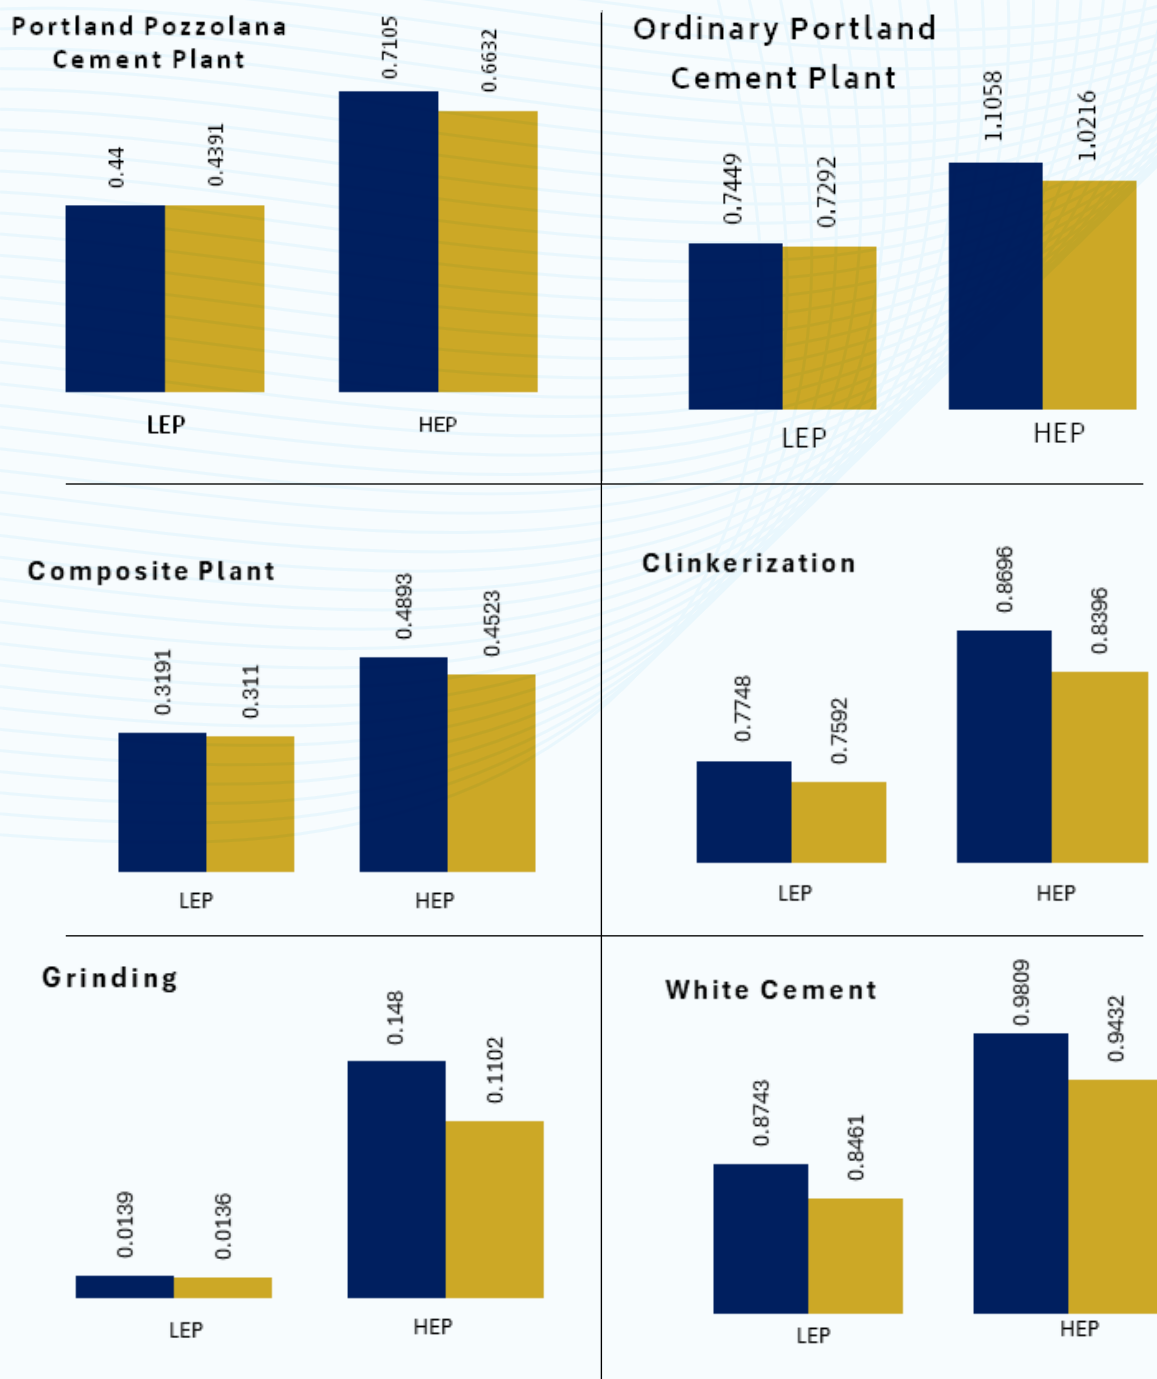 Portland Pozzolana
Cement Plant
0.44
0.4391
0.7105
0.6632
LEP
HEP
Ordinary Portland
Cement Plant
0.7449
0.7292
1.1058
1.0216
LEP
HEP
Composite Plant
0.3191
0.311
0.4893
0.4523
LEP
HEP
Clinkerization
0.7748
0.7592
0.8696
0.8396
LEP
HEP
Grinding
0.0139
0.0136
0.148
0.1102
LEP
HEP
White Cement
0.8743
0.8461
0.9809
0.9432
LEP
HEP